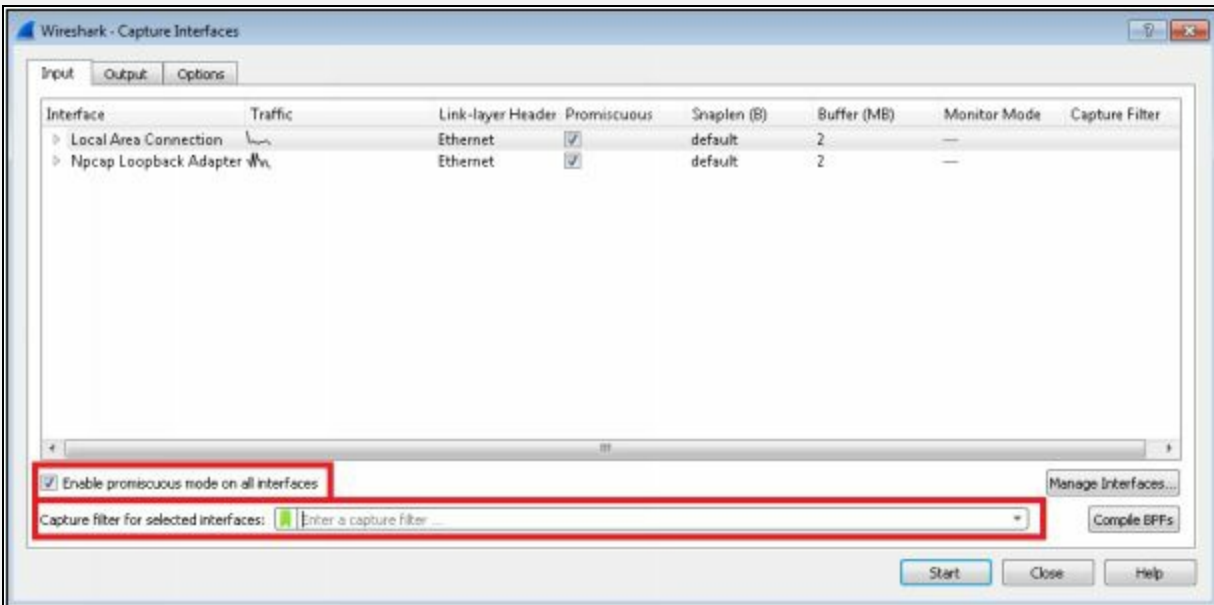 Wireshark - Capture Interfaces
Input Output Options
Interface Traffic Link-layer Header Promiscuous Snaplen (B) Buffer (MB) Monitor Mode Capture Filter
Local Area Connection Ethernet default 2 —
Npcap Loopback Adapter Ethernet default 2 —
Enable promiscuous mode on all interfaces Manage Interfaces...
Capture filter for selected interfaces: Enter a capture filter ... Compile BPFs
Start Close Help